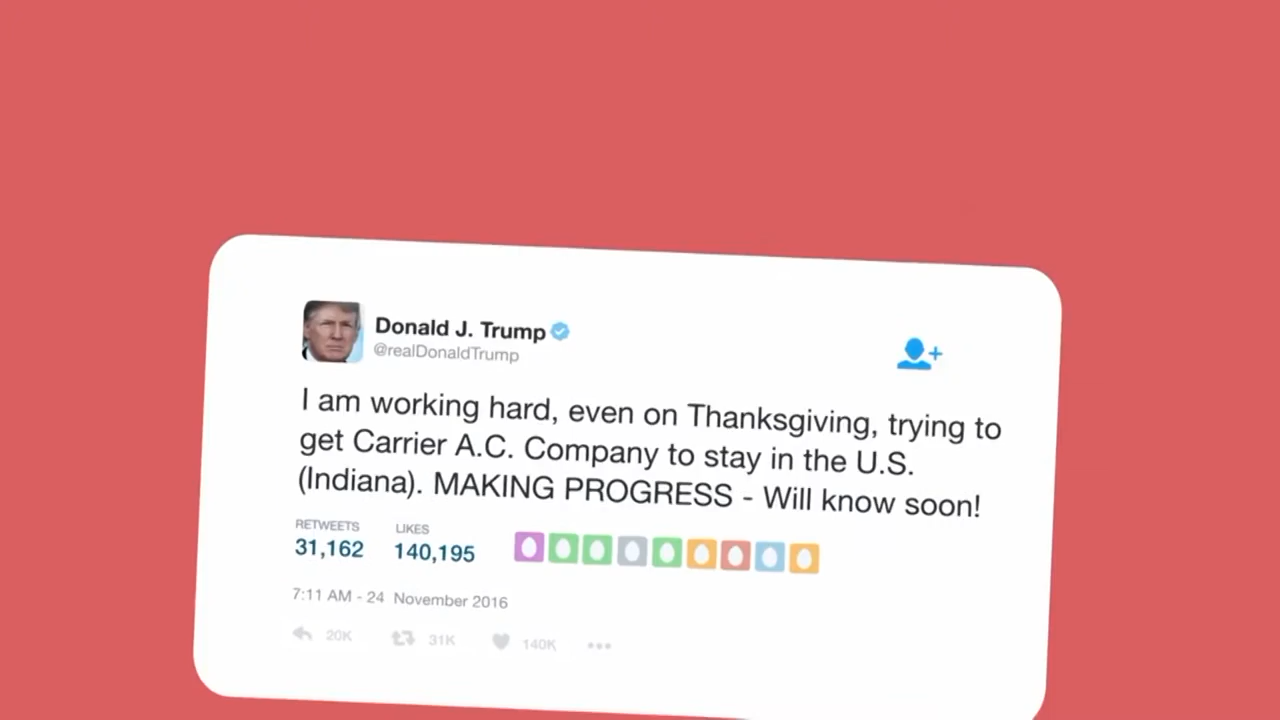 Donald J. Trump
@realDonaldTrump
I am working hard, even on Thanksgiving, trying to
get Carrier A.C. Company to stay in the U.S.
(Indiana). MAKING PROGRESS - Will know soon!
RETWEETS LIKES
31,162 140,195
7:11 AM - 24 November 2016
20K 31K 140K